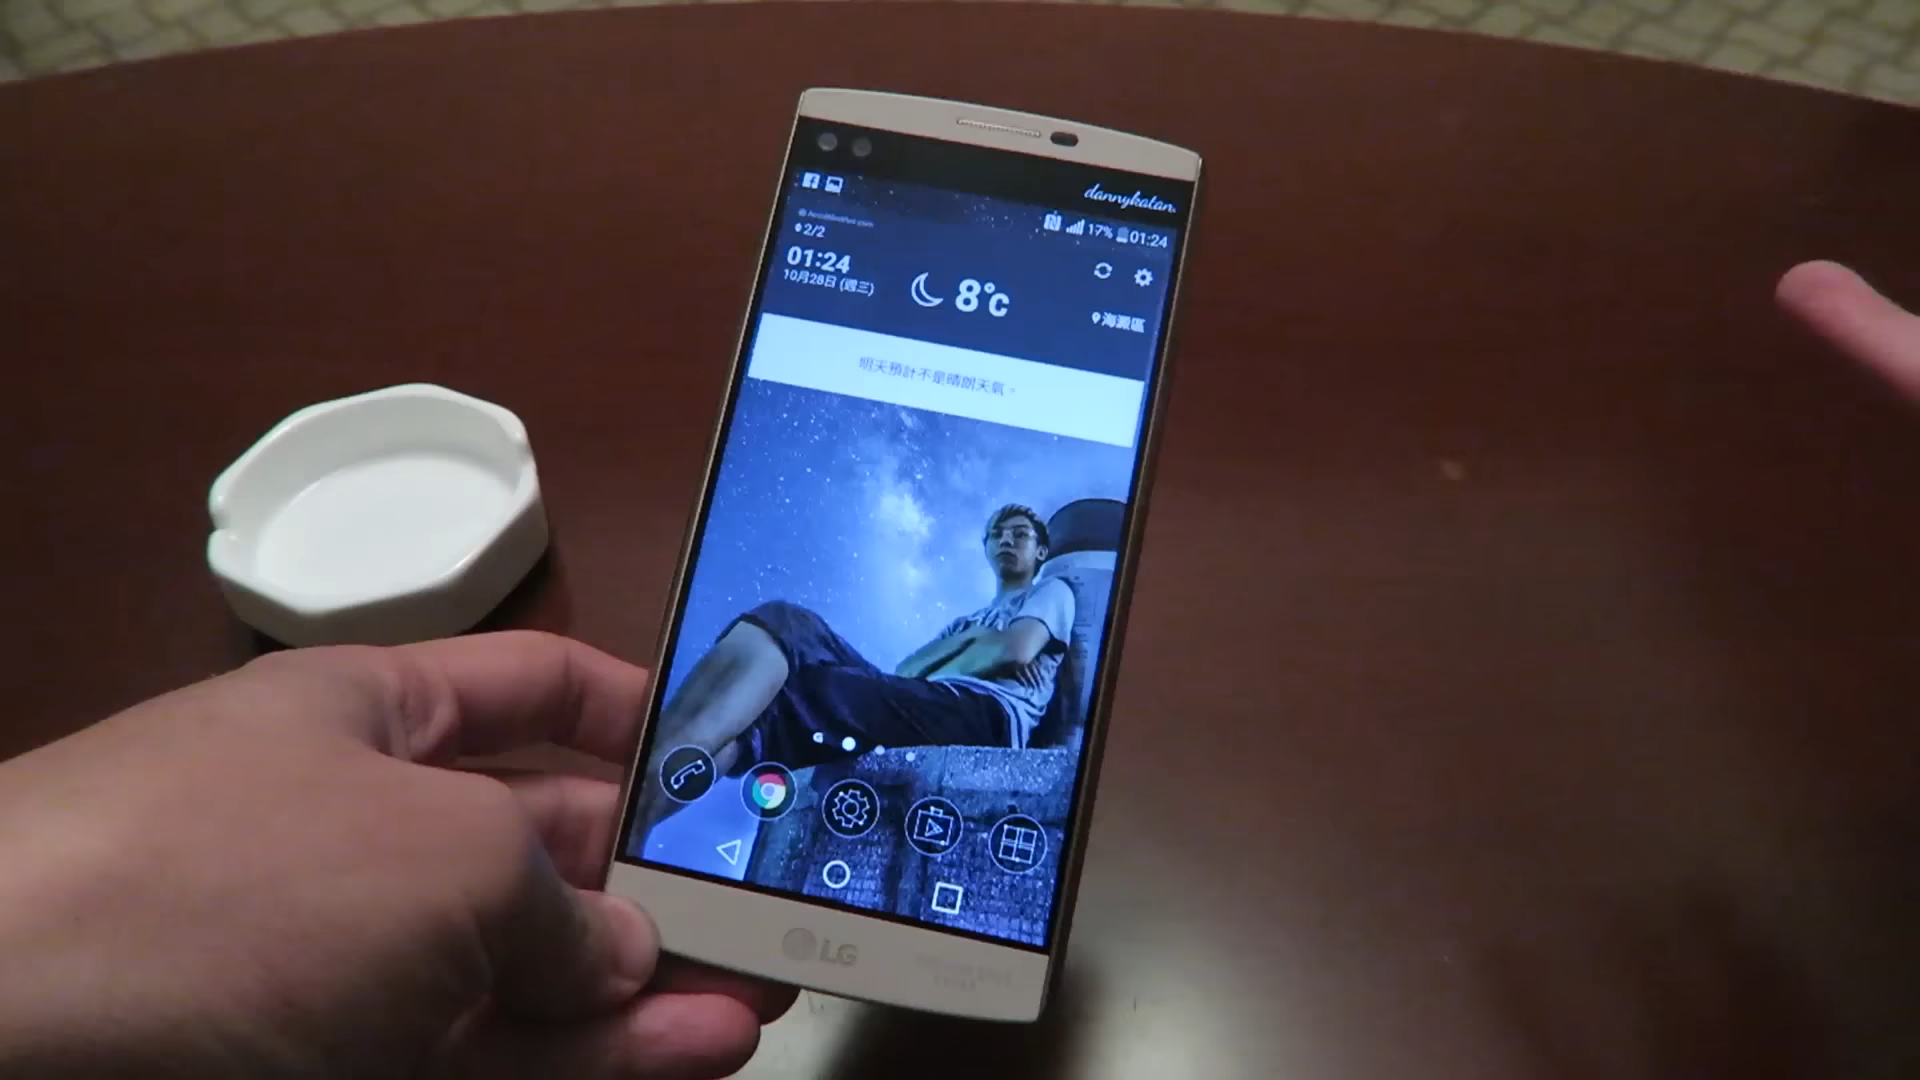 dannykatan.
17% 01:24
2/2
01:24
10月28日 (週三)
8°c
海澱區
明天預計不是晴朗天氣。
G
LG